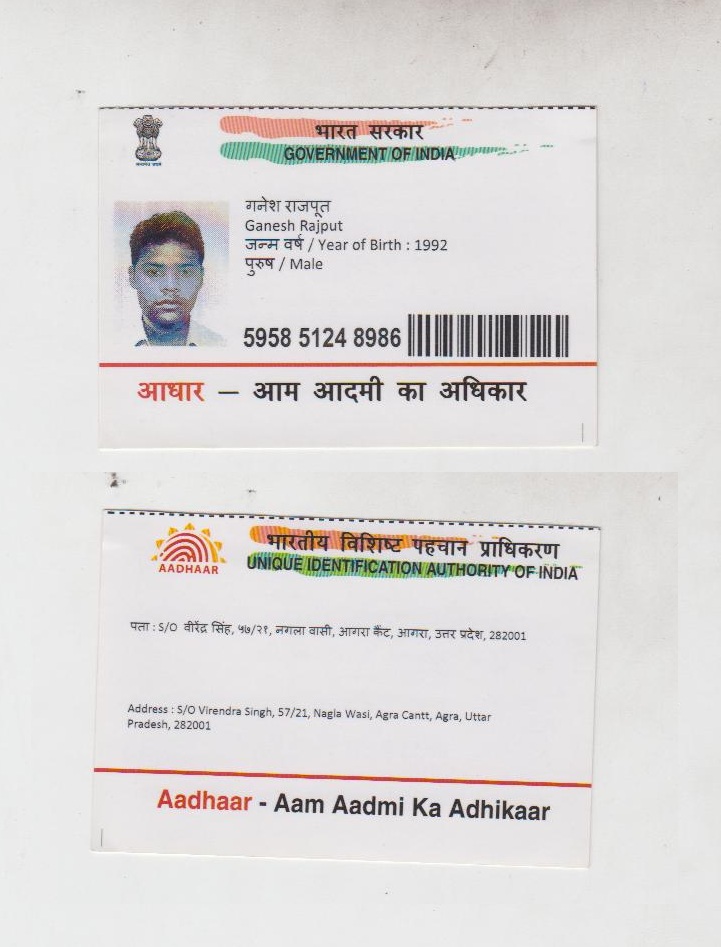 भारत सरकार
GOVERNMENT OF INDIA
गनेश राजपूत
Ganesh Rajput
जन्म वर्ष / Year of Birth : 1992
पुरुष / Male
5958 5124 8986
आधार – आम आदमी का अधिकार
भारतीय विशिष्ट पहचान प्राधिकरण
AADHAAR
UNIQUE IDENTIFICATION AUTHORITY OF INDIA
पता : S/O वीरेंद्र सिंह, ५७/२१, नगला वासी, आगरा कैंट, आगरा, उत्तर प्रदेश, 282001
Address : S/O Virendra Singh, 57/21, Nagla Wasi, Agra Cantt, Agra, Uttar
Pradesh, 282001
Aadhaar - Aam Aadmi Ka Adhikaar